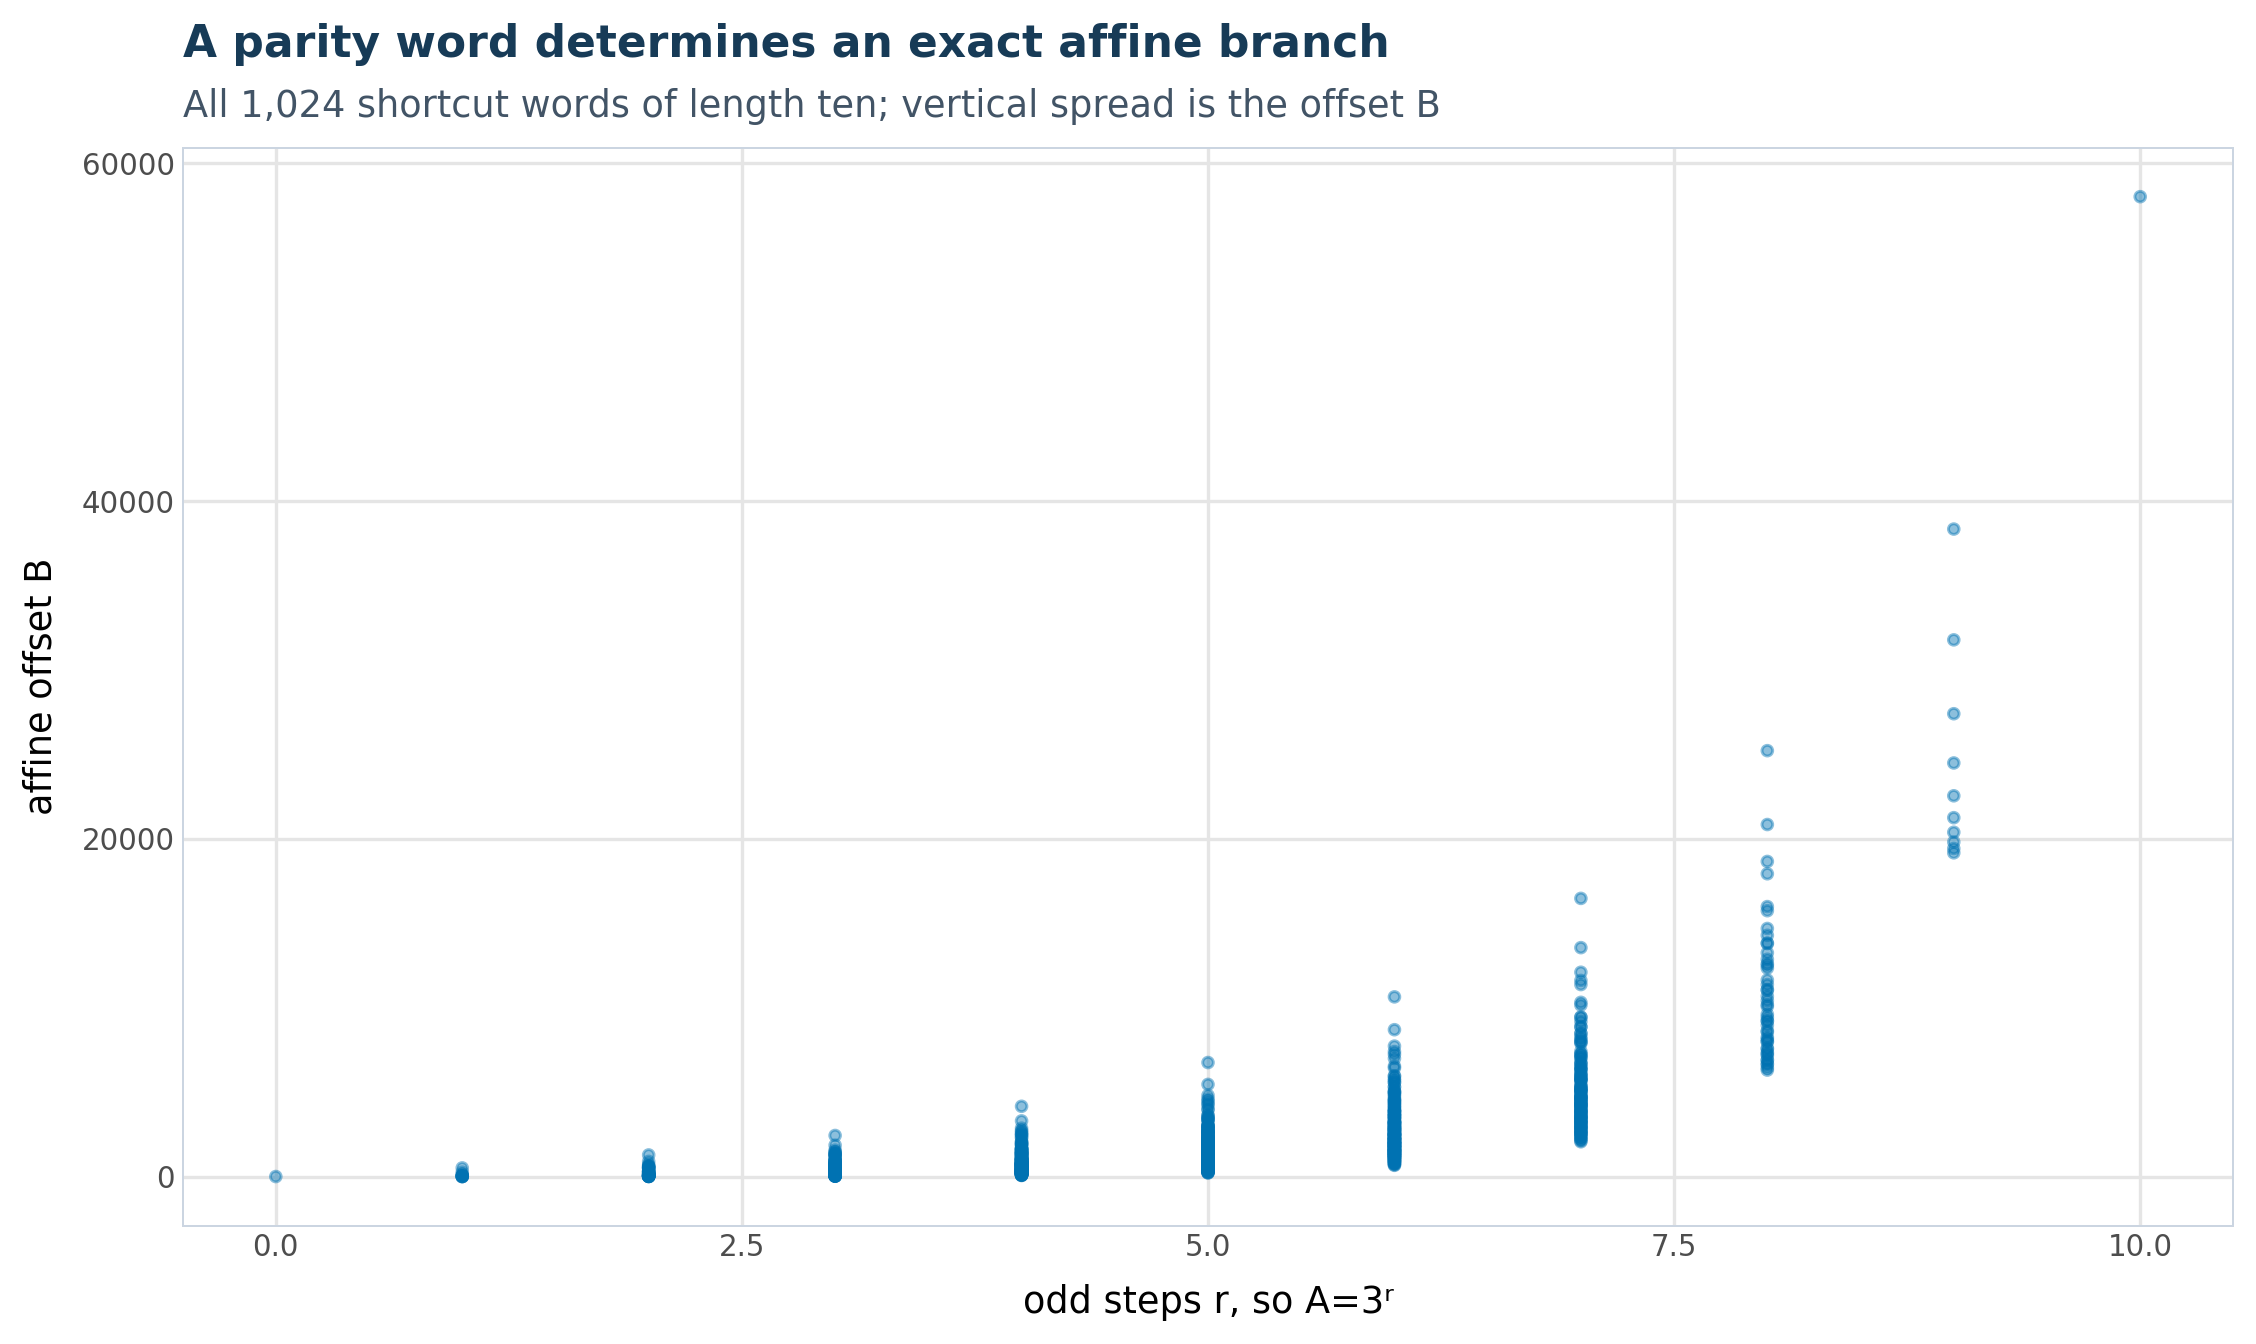 A parity word determines an exact affine branch
All 1,024 shortcut words of length ten; vertical spread is the offset B
60000
40000
20000
0
affine offset B
0.0 2.5 5.0 7.5 10.0
odd steps r, so A=3ʳ